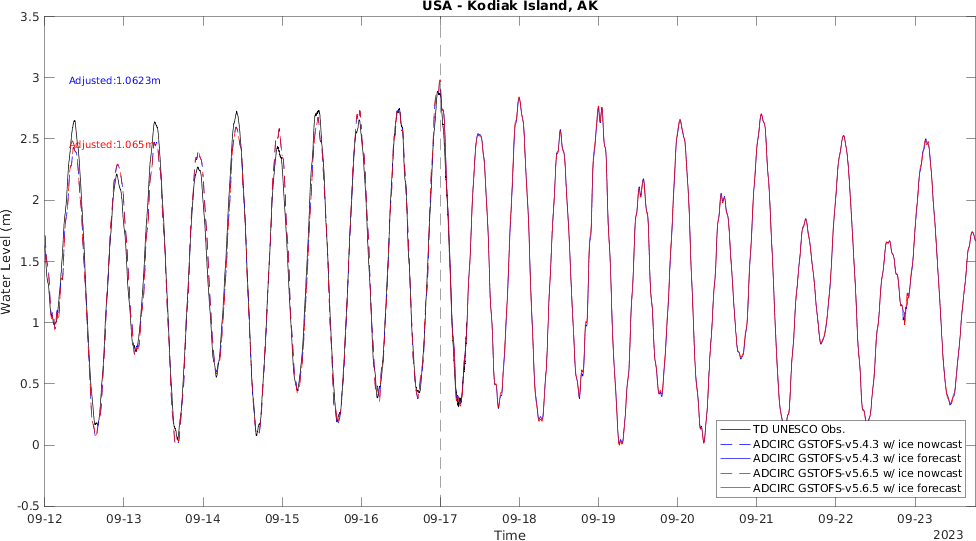 USA - Kodiak Island, AK
3.5
3
2.5
2
1.5
1
0.5
0
-0.5
Water Level (m)
Adjusted:1.0623m
Adjusted:1.065m
TD UNESCO Obs.
ADCIRC GSTOFS-v5.4.3 w/ ice nowcast
ADCIRC GSTOFS-v5.4.3 w/ ice forecast
ADCIRC GSTOFS-v5.6.5 w/ ice nowcast
ADCIRC GSTOFS-v5.6.5 w/ ice forecast
09-12 09-13 09-14 09-15 09-16 09-17 09-18 09-19 09-20 09-21 09-22 09-23
Time
2023